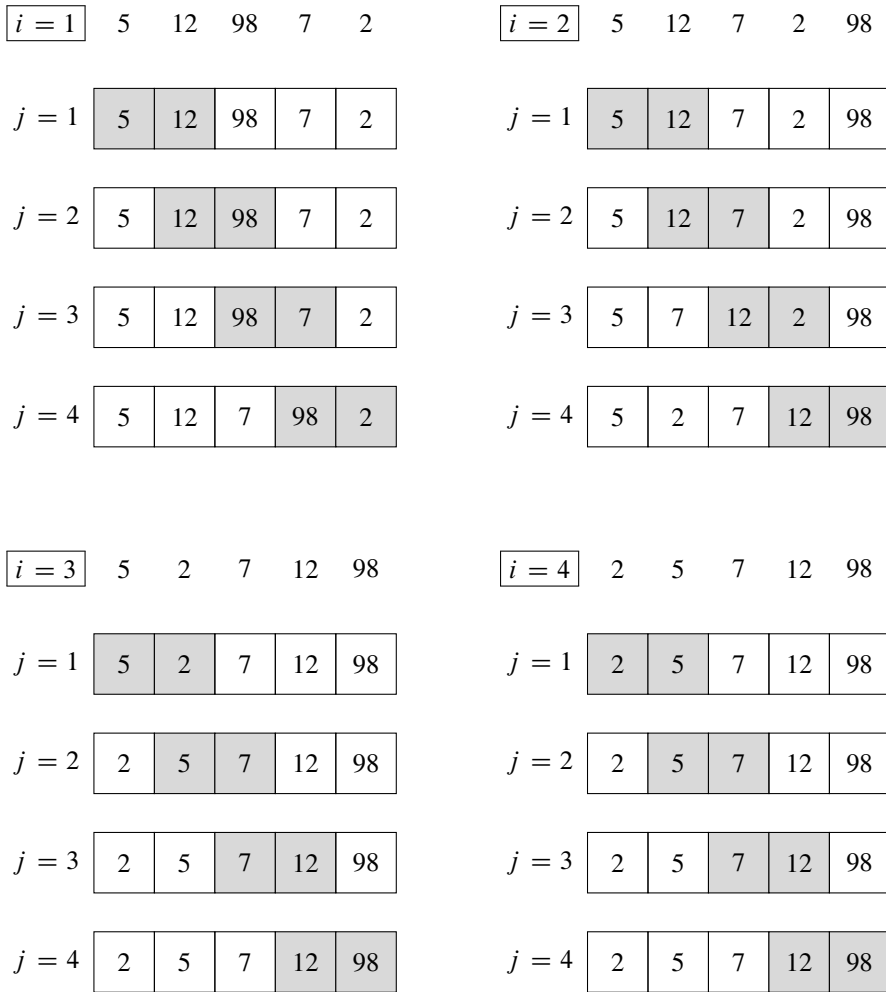 i = 1 5 12 98 7 2
j = 1 5 12 98 7 2
j = 2 5 12 98 7 2
j = 3 5 12 98 7 2
j = 4 5 12 7 98 2
i = 2 5 12 7 2 98
j = 1 5 12 7 2 98
j = 2 5 12 7 2 98
j = 3 5 7 12 2 98
j = 4 5 2 7 12 98
i = 3 5 2 7 12 98
j = 1 5 2 7 12 98
j = 2 2 5 7 12 98
j = 3 2 5 7 12 98
j = 4 2 5 7 12 98
i = 4 2 5 7 12 98
j = 1 2 5 7 12 98
j = 2 2 5 7 12 98
j = 3 2 5 7 12 98
j = 4 2 5 7 12 98